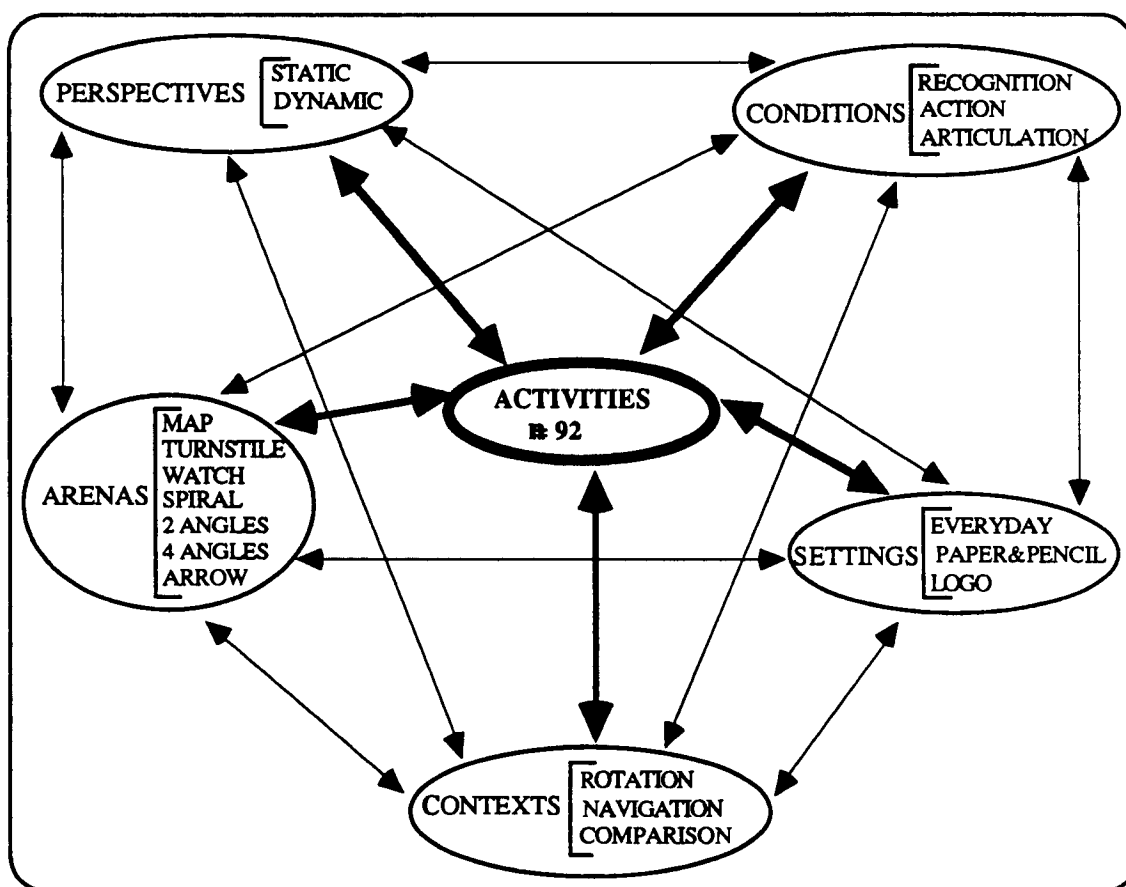 PERSPECTIVES
STATIC
DYNAMIC
CONDITIONS
RECOGNITION
ACTION
ARTICULATION
ACTIVITIES
n: 92
ARENAS
MAP
TURNSTILE
WATCH
SPIRAL
2 ANGLES
4 ANGLES
ARROW
SETTINGS
EVERYDAY
PAPER&PENCIL
LOGO
CONTEXTS
ROTATION
NAVIGATION
COMPARISON